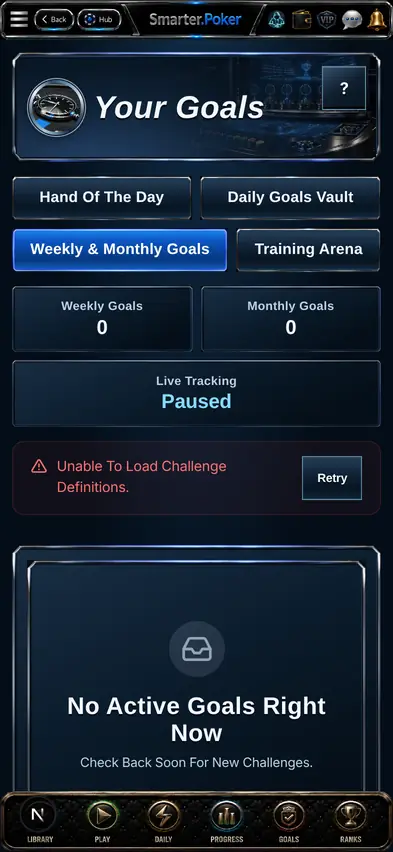 Back
Hub
Smarter.Poker
VIP
Your Goals
?
Hand Of The Day
Daily Goals Vault
Weekly & Monthly Goals
Training Arena
Weekly Goals
0
Monthly Goals
0
Live Tracking
Paused
Unable To Load Challenge
Definitions.
Retry
No Active Goals Right
Now
Check Back Soon For New Challenges.
N
LIBRARY
PLAY
DAILY
PROGRESS
GOALS
RANKS